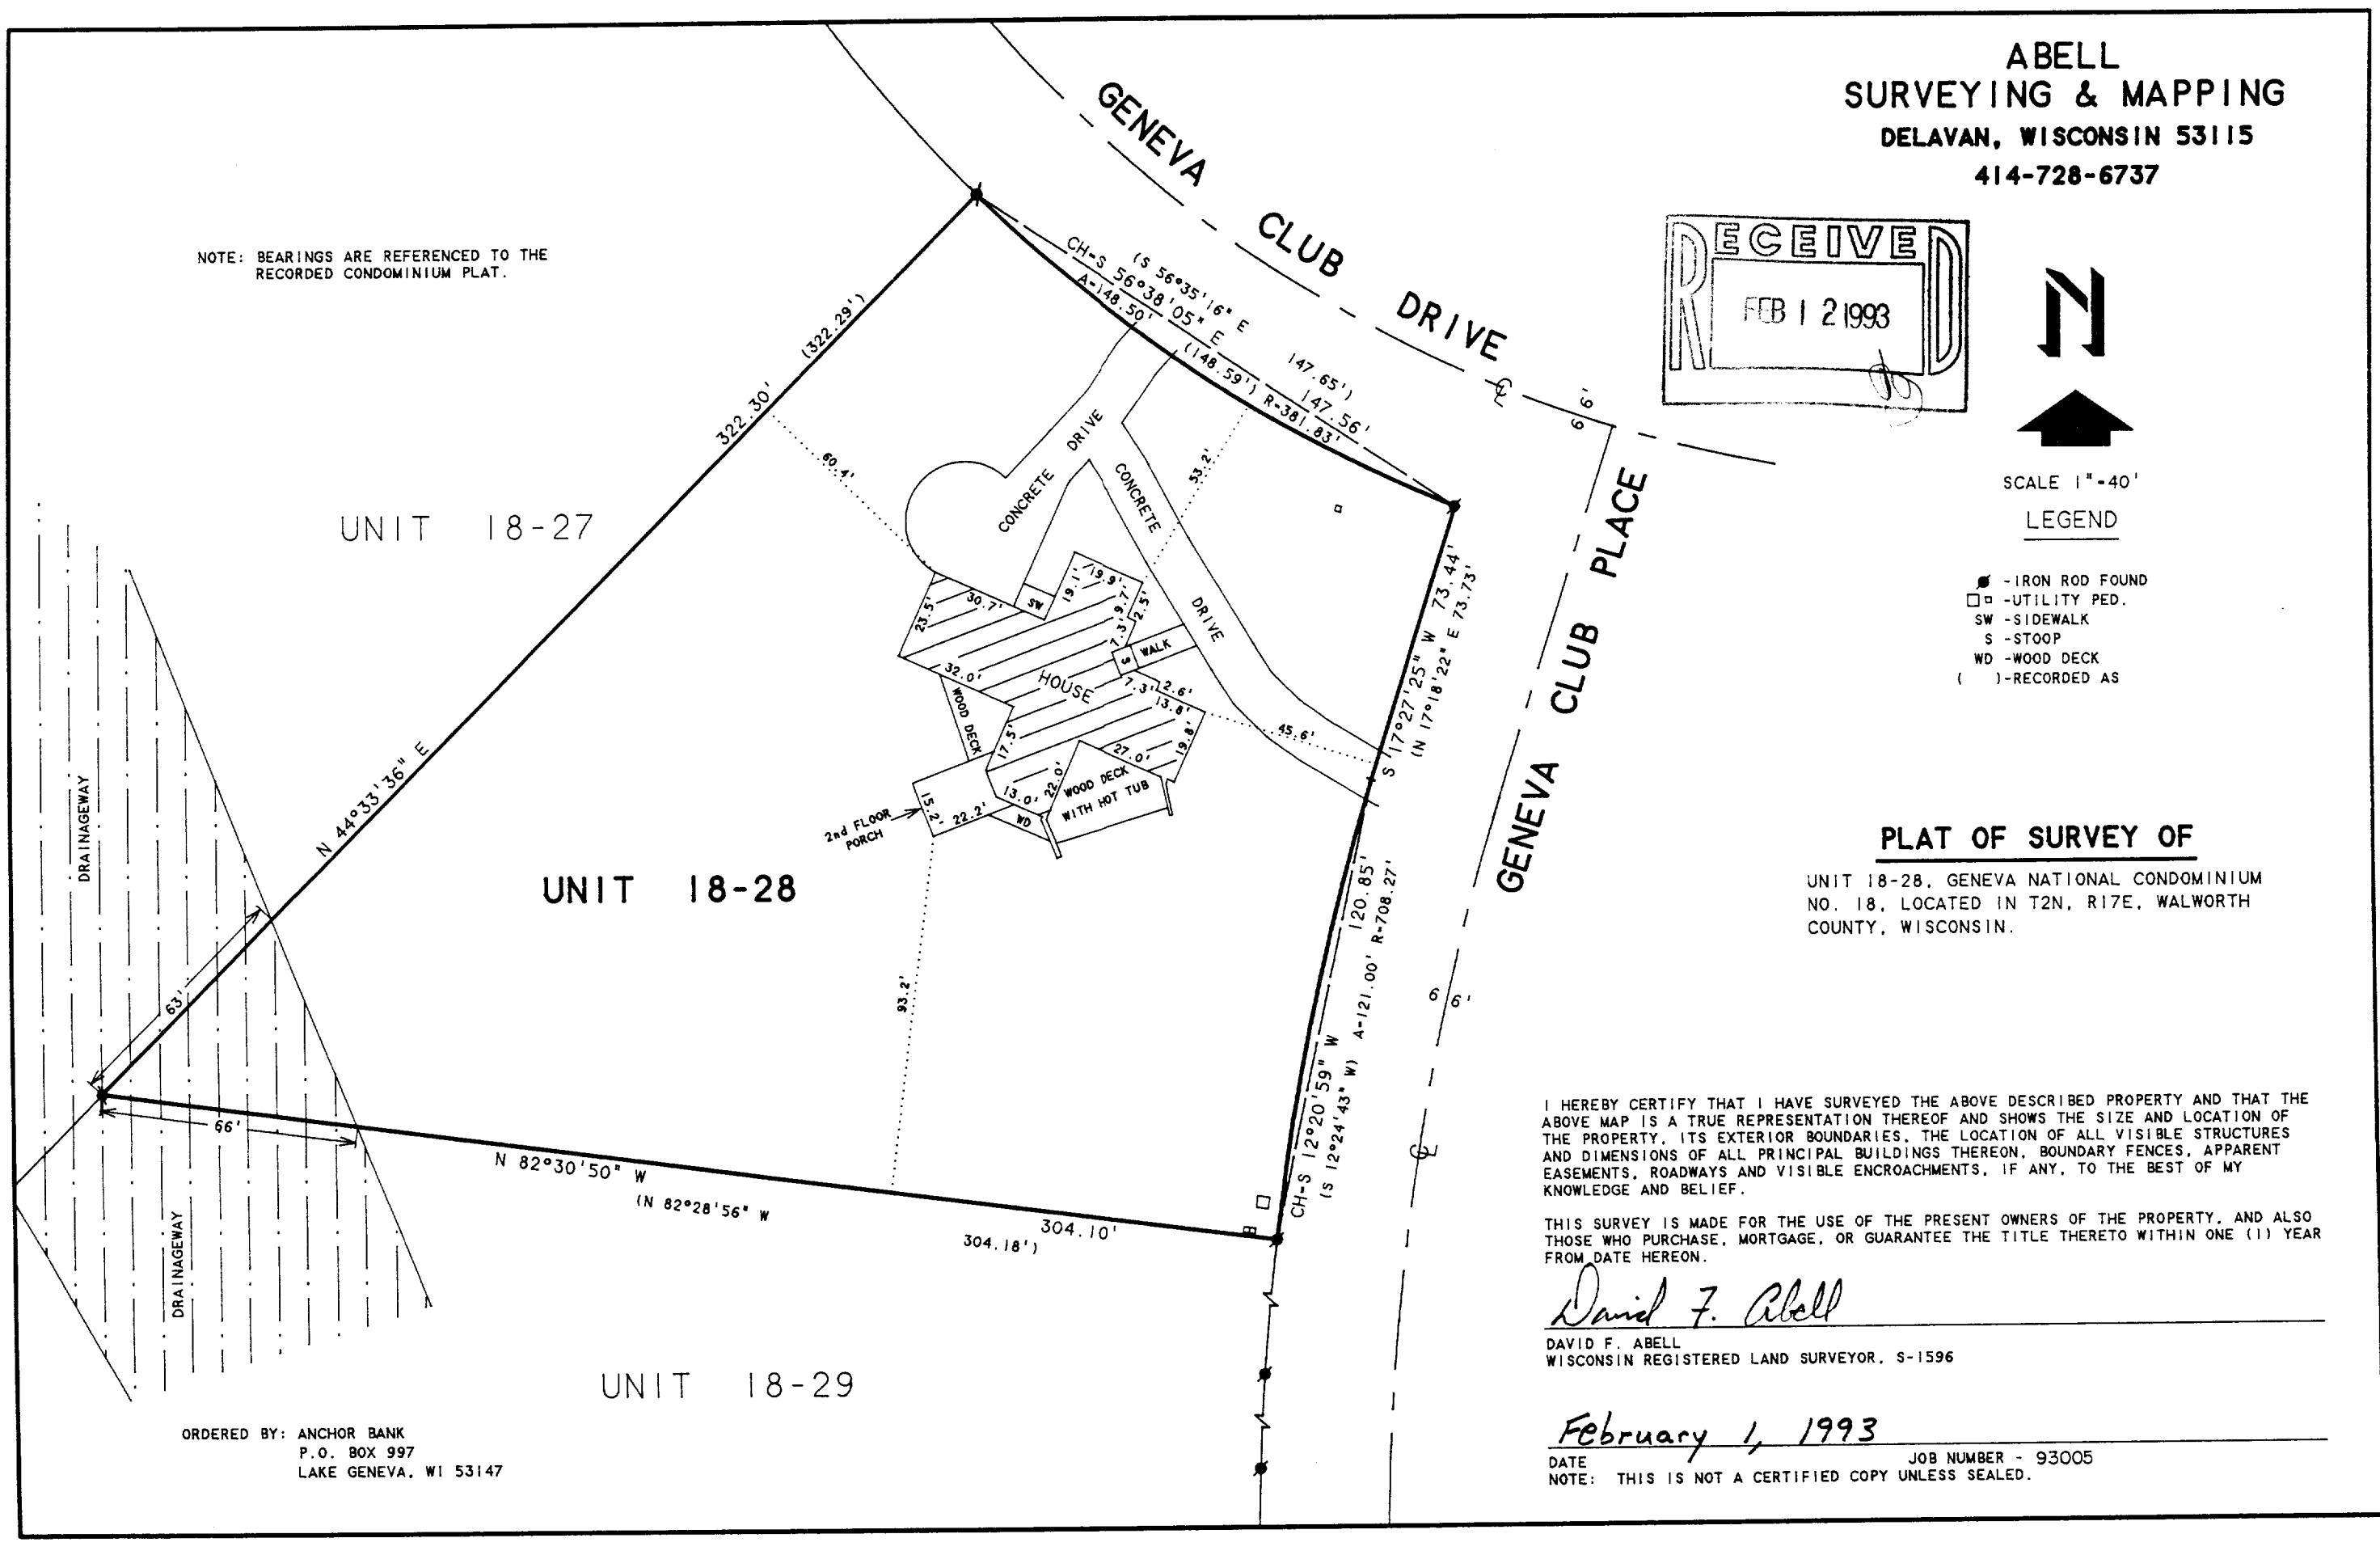 ABELL
SURVEYING & MAPPING
DELAVAN, WISCONSIN 53115
414-728-6737
RECEIVED
FEB 12 1993
N
SCALE 1"-40'
LEGEND
-IRON ROD FOUND
-UTILITY PED.
SW -SIDEWALK
S -STOOP
WD -WOOD DECK
( )-RECORDED AS
NOTE: BEARINGS ARE REFERENCED TO THE
RECORDED CONDOMINIUM PLAT.
GENEVA CLUB DRIVE
(S 56°35'16" E 147.65')
CH=S 56°38'05" E 147.56'
A=148.50'
(148.59') R=381.83'
66'
GENEVA CLUB PLACE
(322.29')
322.30'
N 44°33'36" E
60.4'
53.2'
CONCRETE DRIVE
CONCRETE DRIVE
S 17°27'25" W 73.44'
(N 17°18'22" E 73.73'
UNIT 18-27
30.7'
23.5'
SW
19.1'
19.9'
9.7'
2.5'
7.3'
S
WALK
32.0'
HOUSE
7.3'
2.6'
13.8'
45.6'
WOOD DECK
17.5'
19.8'
27.0'
22.0'
13.0'
WOOD DECK
WITH HOT TUB
WD
15.2'
22.2'
2nd FLOOR
PORCH
UNIT 18-28
93.2'
DRAINAGEWAY
63'
66'
N 82°30'50" W 304.10'
(N 82°28'56" W 304.18')
CH=S 12°20'59" W 120.85'
(S 12°24'43" W) A=121.00' R=708.27'
66'
DRAINAGEWAY
UNIT 18-29
ORDERED BY: ANCHOR BANK
P.O. BOX 997
LAKE GENEVA, WI 53147
PLAT OF SURVEY OF
UNIT 18-28, GENEVA NATIONAL CONDOMINIUM
NO. 18, LOCATED IN T2N, R17E, WALWORTH
COUNTY, WISCONSIN.
I HEREBY CERTIFY THAT I HAVE SURVEYED THE ABOVE DESCRIBED PROPERTY AND THAT THE
ABOVE MAP IS A TRUE REPRESENTATION THEREOF AND SHOWS THE SIZE AND LOCATION OF
THE PROPERTY, ITS EXTERIOR BOUNDARIES, THE LOCATION OF ALL VISIBLE STRUCTURES
AND DIMENSIONS OF ALL PRINCIPAL BUILDINGS THEREON, BOUNDARY FENCES, APPARENT
EASEMENTS, ROADWAYS AND VISIBLE ENCROACHMENTS, IF ANY, TO THE BEST OF MY
KNOWLEDGE AND BELIEF.
THIS SURVEY IS MADE FOR THE USE OF THE PRESENT OWNERS OF THE PROPERTY, AND ALSO
THOSE WHO PURCHASE, MORTGAGE, OR GUARANTEE THE TITLE THERETO WITHIN ONE (1) YEAR
FROM DATE HEREON.
David F. Abell
DAVID F. ABELL
WISCONSIN REGISTERED LAND SURVEYOR, S-1596
February 1, 1993
DATE JOB NUMBER - 93005
NOTE: THIS IS NOT A CERTIFIED COPY UNLESS SEALED.